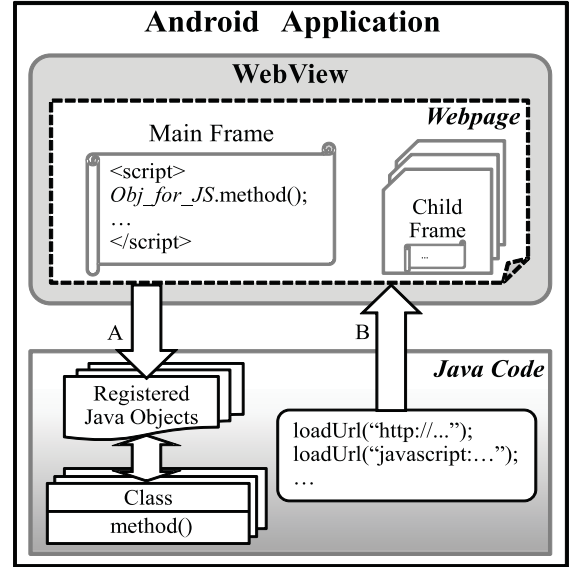 Android Application
WebView
Webpage
Main Frame
<script>
Obj_for_JS.method();
…
</script>
Child
Frame
...
A
B
Java Code
Registered
Java Objects
Class
method()
loadUrl(“http://...”);
loadUrl(“javascript:…”);
…